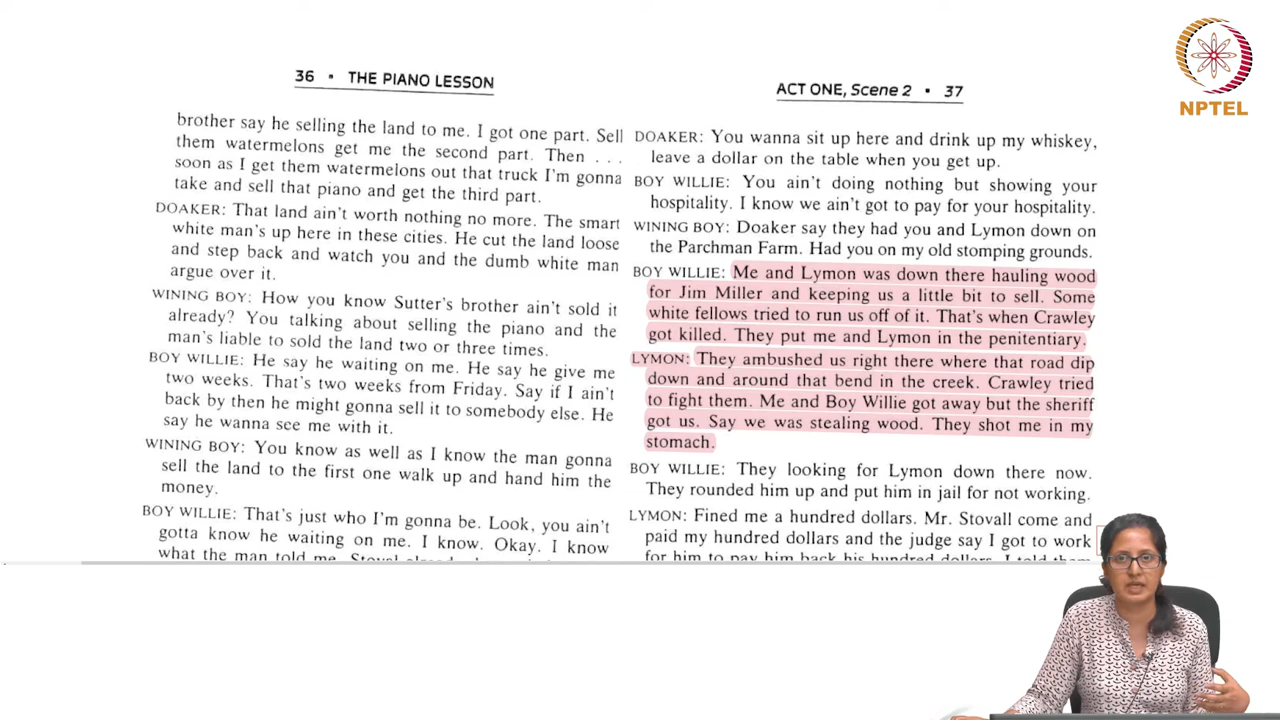 36 ▪ THE PIANO LESSON
brother say he selling the land to me. I got one part. Sell
them watermelons get me the second part. Then . . .
soon as I get them watermelons out that truck I'm gonna
take and sell that piano and get the third part.
DOAKER: That land ain't worth nothing no more. The smart
white man's up here in these cities. He cut the land loose
and step back and watch you and the dumb white man
argue over it.
WINING BOY: How you know Sutter's brother ain't sold it
already? You talking about selling the piano and the
man's liable to sold the land two or three times.
BOY WILLIE: He say he waiting on me. He say he give me
two weeks. That's two weeks from Friday. Say if I ain't
back by then he might gonna sell it to somebody else. He
say he wanna see me with it.
WINING BOY: You know as well as I know the man gonna
sell the land to the first one walk up and hand him the
money.
BOY WILLIE: That's just who I'm gonna be. Look, you ain't
gotta know he waiting on me. I know. Okay. I know
what the man told me.
ACT ONE, Scene 2 ▪ 37
DOAKER: You wanna sit up here and drink up my whiskey,
leave a dollar on the table when you get up.
BOY WILLIE: You ain't doing nothing but showing your
hospitality. I know we ain't got to pay for your hospitality.
WINING BOY: Doaker say they had you and Lymon down on
the Parchman Farm. Had you on my old stomping grounds.
BOY WILLIE: Me and Lymon was down there hauling wood
for Jim Miller and keeping us a little bit to sell. Some
white fellows tried to run us off of it. That's when Crawley
got killed. They put me and Lymon in the penitentiary.
LYMON: They ambushed us right there where that road dip
down and around that bend in the creek. Crawley tried
to fight them. Me and Boy Willie got away but the sheriff
got us. Say we was stealing wood. They shot me in my
stomach.
BOY WILLIE: They looking for Lymon down there now.
They rounded him up and put him in jail for not working.
LYMON: Fined me a hundred dollars. Mr. Stovall come and
paid my hundred dollars and the judge say I got to work
for him to pay him back his hundred dollars. I told them
NPTEL